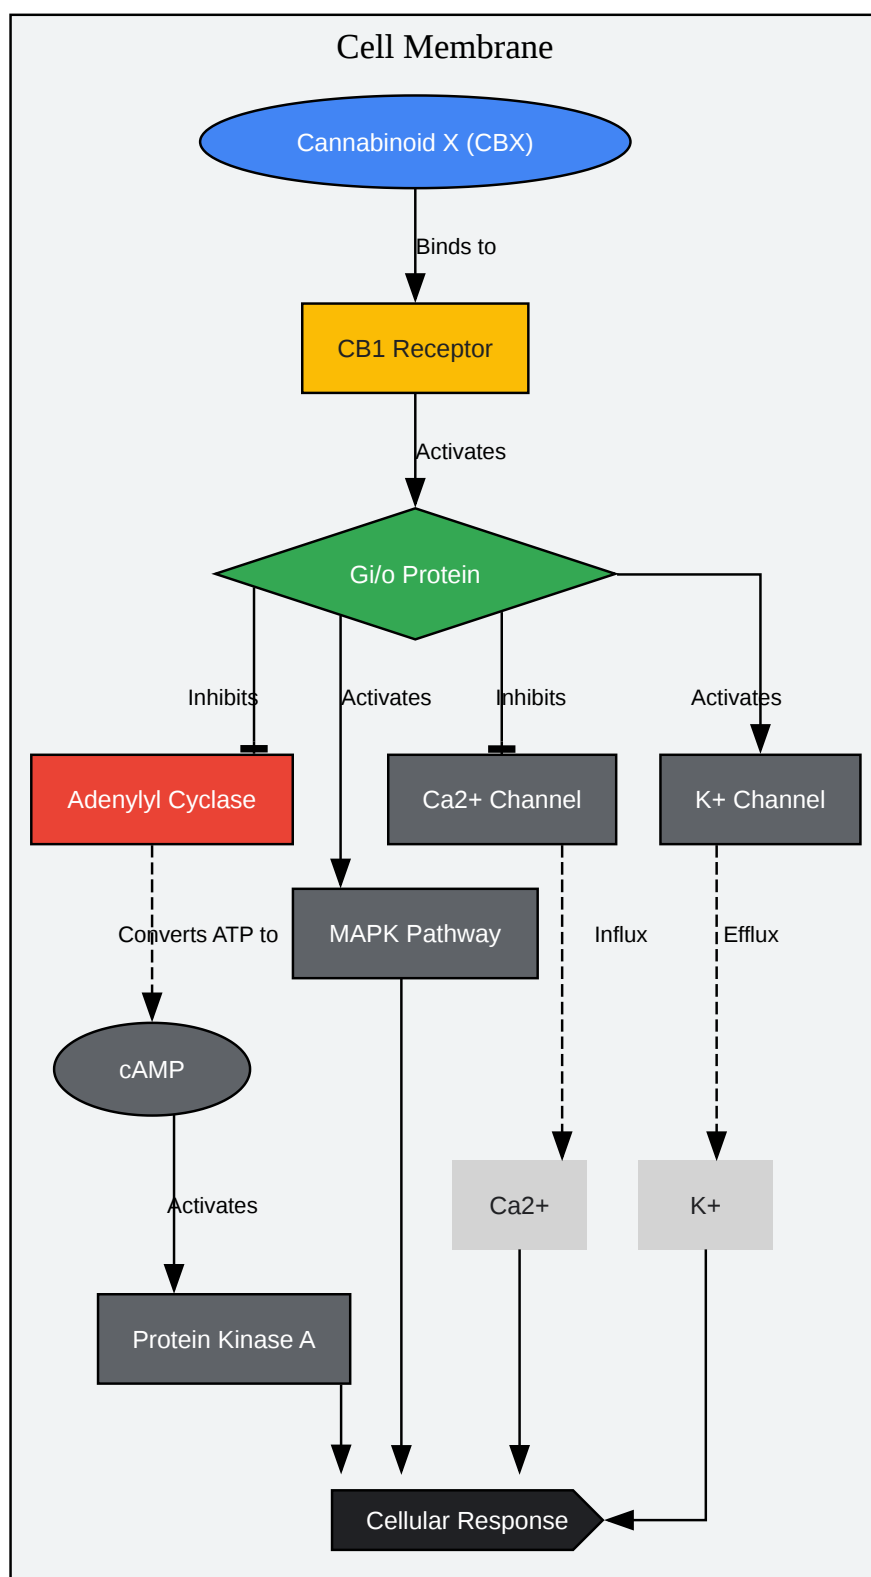 Cell Membrane
Cannabinoid X (CBX)
Binds to
CB1 Receptor
Activates
Gi/o Protein
Inhibits
Activates
Inhibits
Activates
Adenylyl Cyclase
Ca2+ Channel
K+ Channel
Converts ATP to
MAPK Pathway
Influx
Efflux
cAMP
Activates
Ca2+
K+
Protein Kinase A
Cellular Response